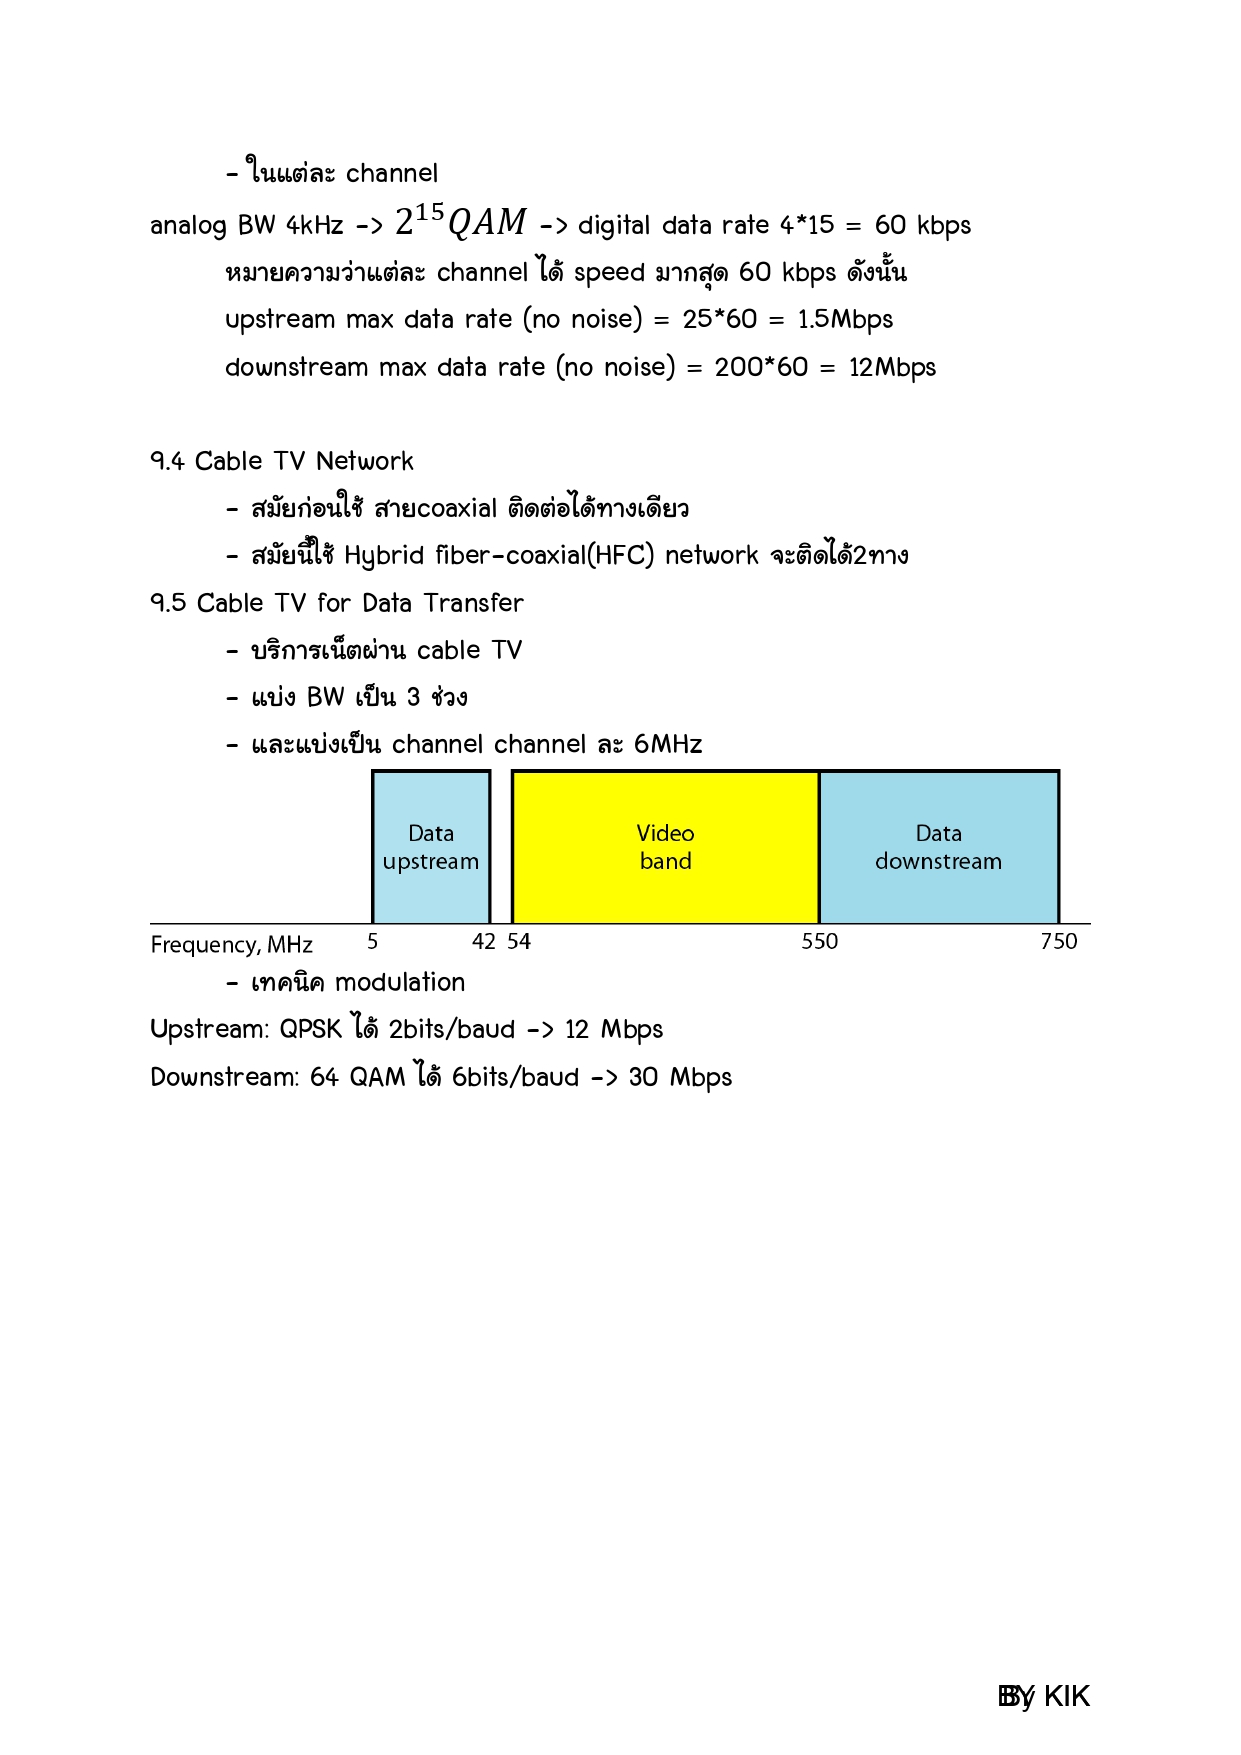 - ในแต่ละ channel
analog BW 4kHz -> 2¹⁵QAM -> digital data rate 4*15 = 60 kbps
หมายความว่าแต่ละ channel ได้ speed มากสุด 60 kbps ดังนั้น
upstream max data rate (no noise) = 25*60 = 1.5Mbps
downstream max data rate (no noise) = 200*60 = 12Mbps
9.4 Cable TV Network
- สมัยก่อนใช้ สายcoaxial ติดต่อได้ทางเดียว
- สมัยนี้ใช้ Hybrid fiber-coaxial(HFC) network จะติดได้2ทาง
9.5 Cable TV for Data Transfer
- บริการเน็ตผ่าน cable TV
- แบ่ง BW เป็น 3 ช่วง
- และแบ่งเป็น channel channel ละ 6MHz
Data Video Data
upstream band downstream
Frequency, MHz 5 42 54 550 750
- เทคนิค modulation
Upstream: QPSK ได้ 2bits/baud -> 12 Mbps
Downstream: 64 QAM ได้ 6bits/baud -> 30 Mbps
BY KIK